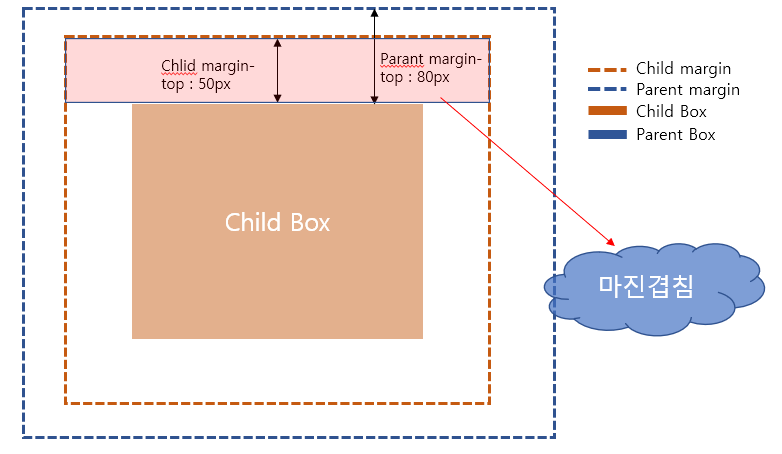 Chlid margin-
top : 50px
Parant margin-
top : 80px
Child margin
Parent margin
Child Box
Parent Box
Child Box
마진겹침